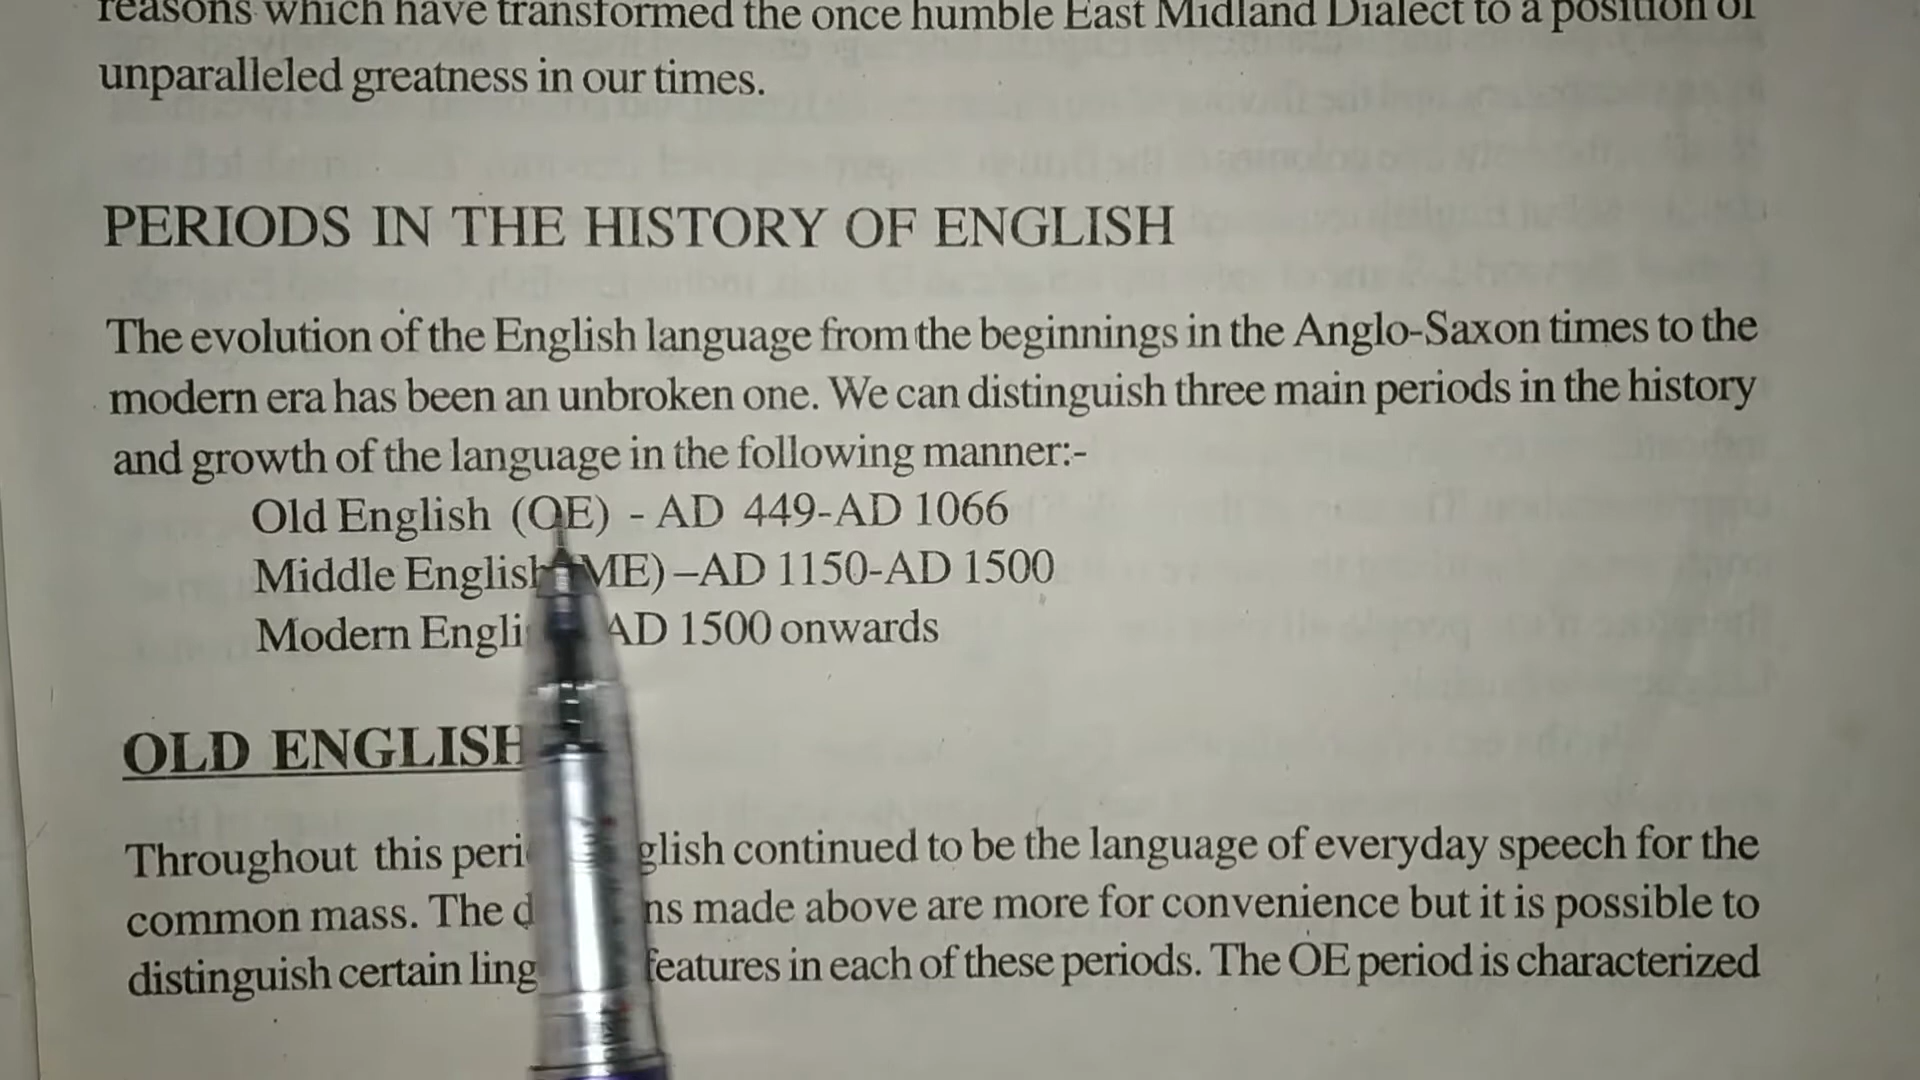 reasons which have transformed the once humble East Midland Dialect to a position of
unparalleled greatness in our times.
PERIODS IN THE HISTORY OF ENGLISH
The evolution of the English language from the beginnings in the Anglo-Saxon times to the
modern era has been an unbroken one. We can distinguish three main periods in the history
and growth of the language in the following manner:-
Old English (OE) - AD 449-AD 1066
Middle English (ME) –AD 1150-AD 1500
Modern AD 1500 onwards
OLD ENGLISH
Throughout this continued to be the language of everyday speech for the
common mass. The made above are more for convenience but it is possible to
distinguish certain features in each of these periods. The OE period is characterized